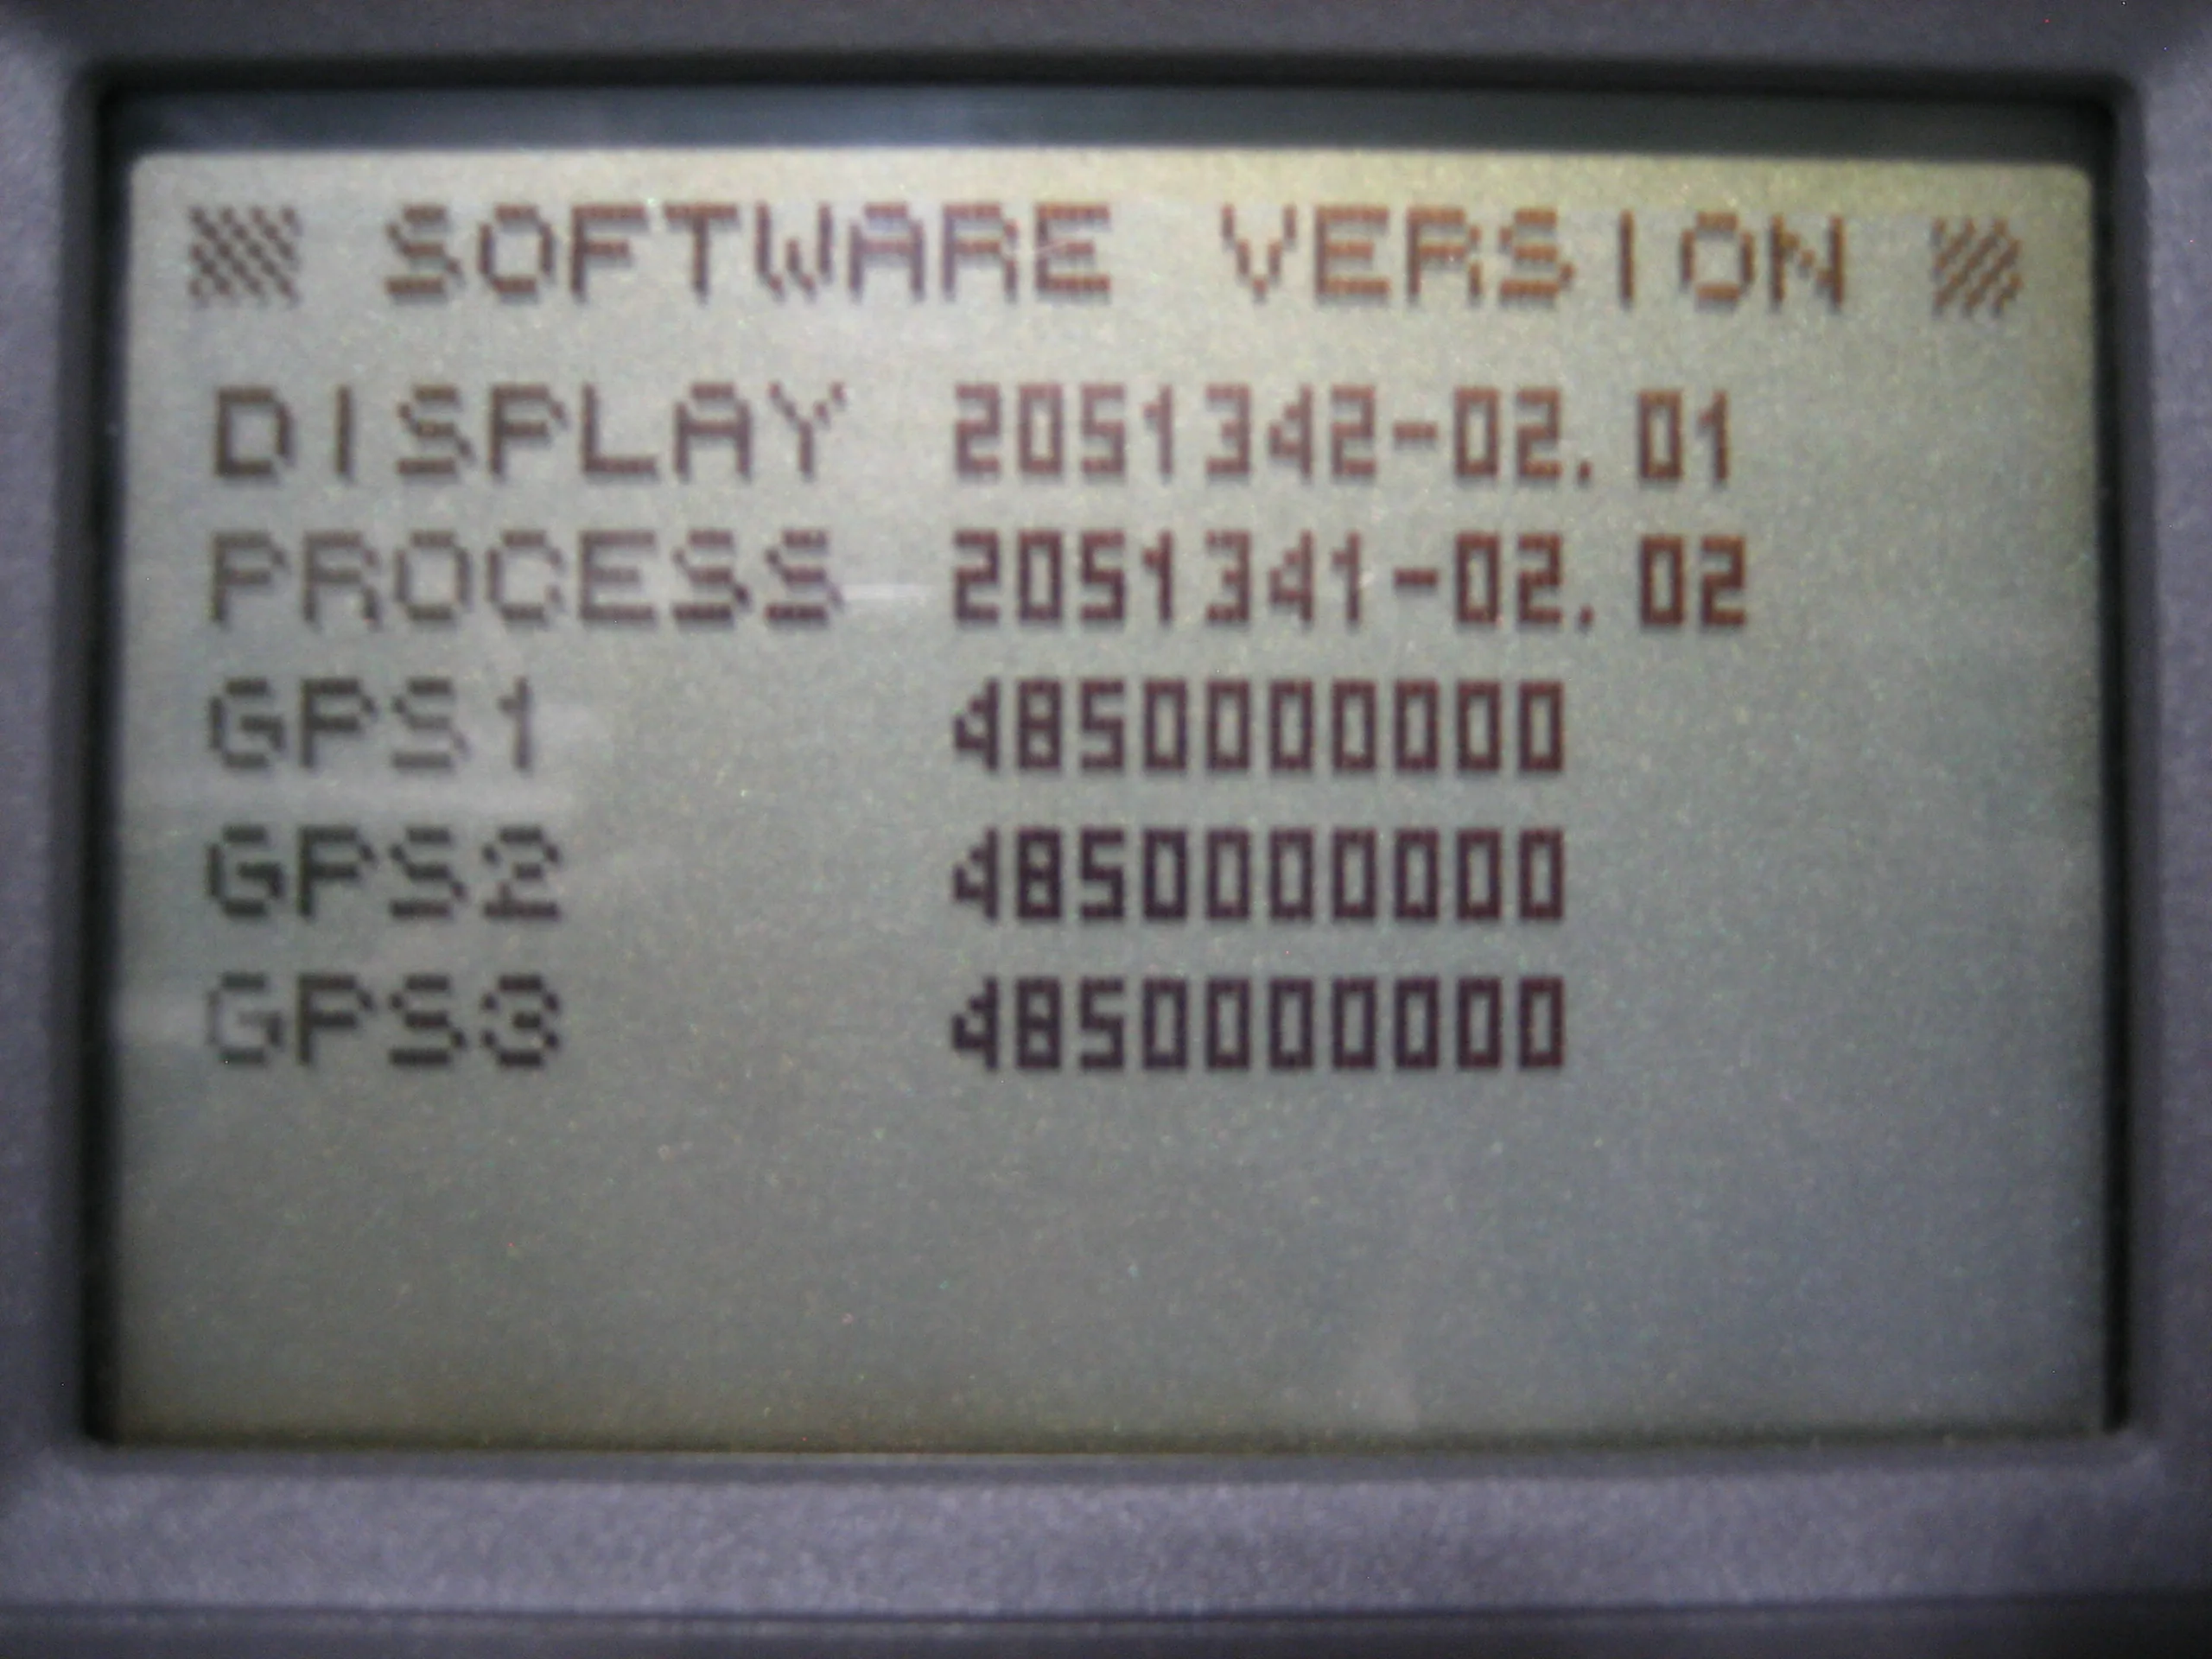 SOFTWARE VERSION
DISPLAY 2051342-02.01
PROCESS 2051341-02.02
GPS1 4850000000
GPS2 4850000000
GPS3 4850000000